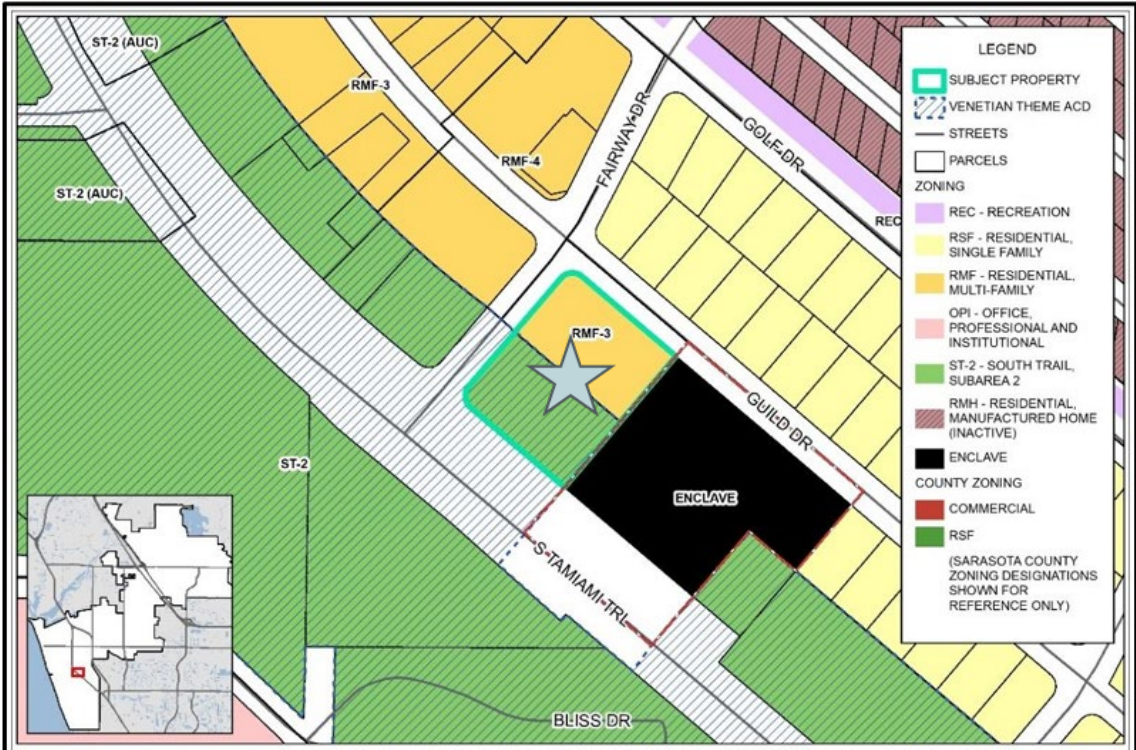 ST-2 (AUC)
RMF-3
RMF-4
ST-2 (AUC)
FAIRWAY DR
GOLF DR
REC
RMF-3
GUILD DR
ENCLAVE
ST-2
S TAMIAMI TRL
BLISS DR
LEGEND
SUBJECT PROPERTY
VENETIAN THEME ACD
STREETS
PARCELS
ZONING
REC - RECREATION
RSF - RESIDENTIAL,
SINGLE FAMILY
RMF - RESIDENTIAL,
MULTI-FAMILY
OPI - OFFICE,
PROFESSIONAL AND
INSTITUTIONAL
ST-2 - SOUTH TRAIL,
SUBAREA 2
RMH - RESIDENTIAL,
MANUFACTURED HOME
(INACTIVE)
ENCLAVE
COUNTY ZONING
COMMERCIAL
RSF
(SARASOTA COUNTY
ZONING DESIGNATIONS
SHOWN FOR
REFERENCE ONLY)